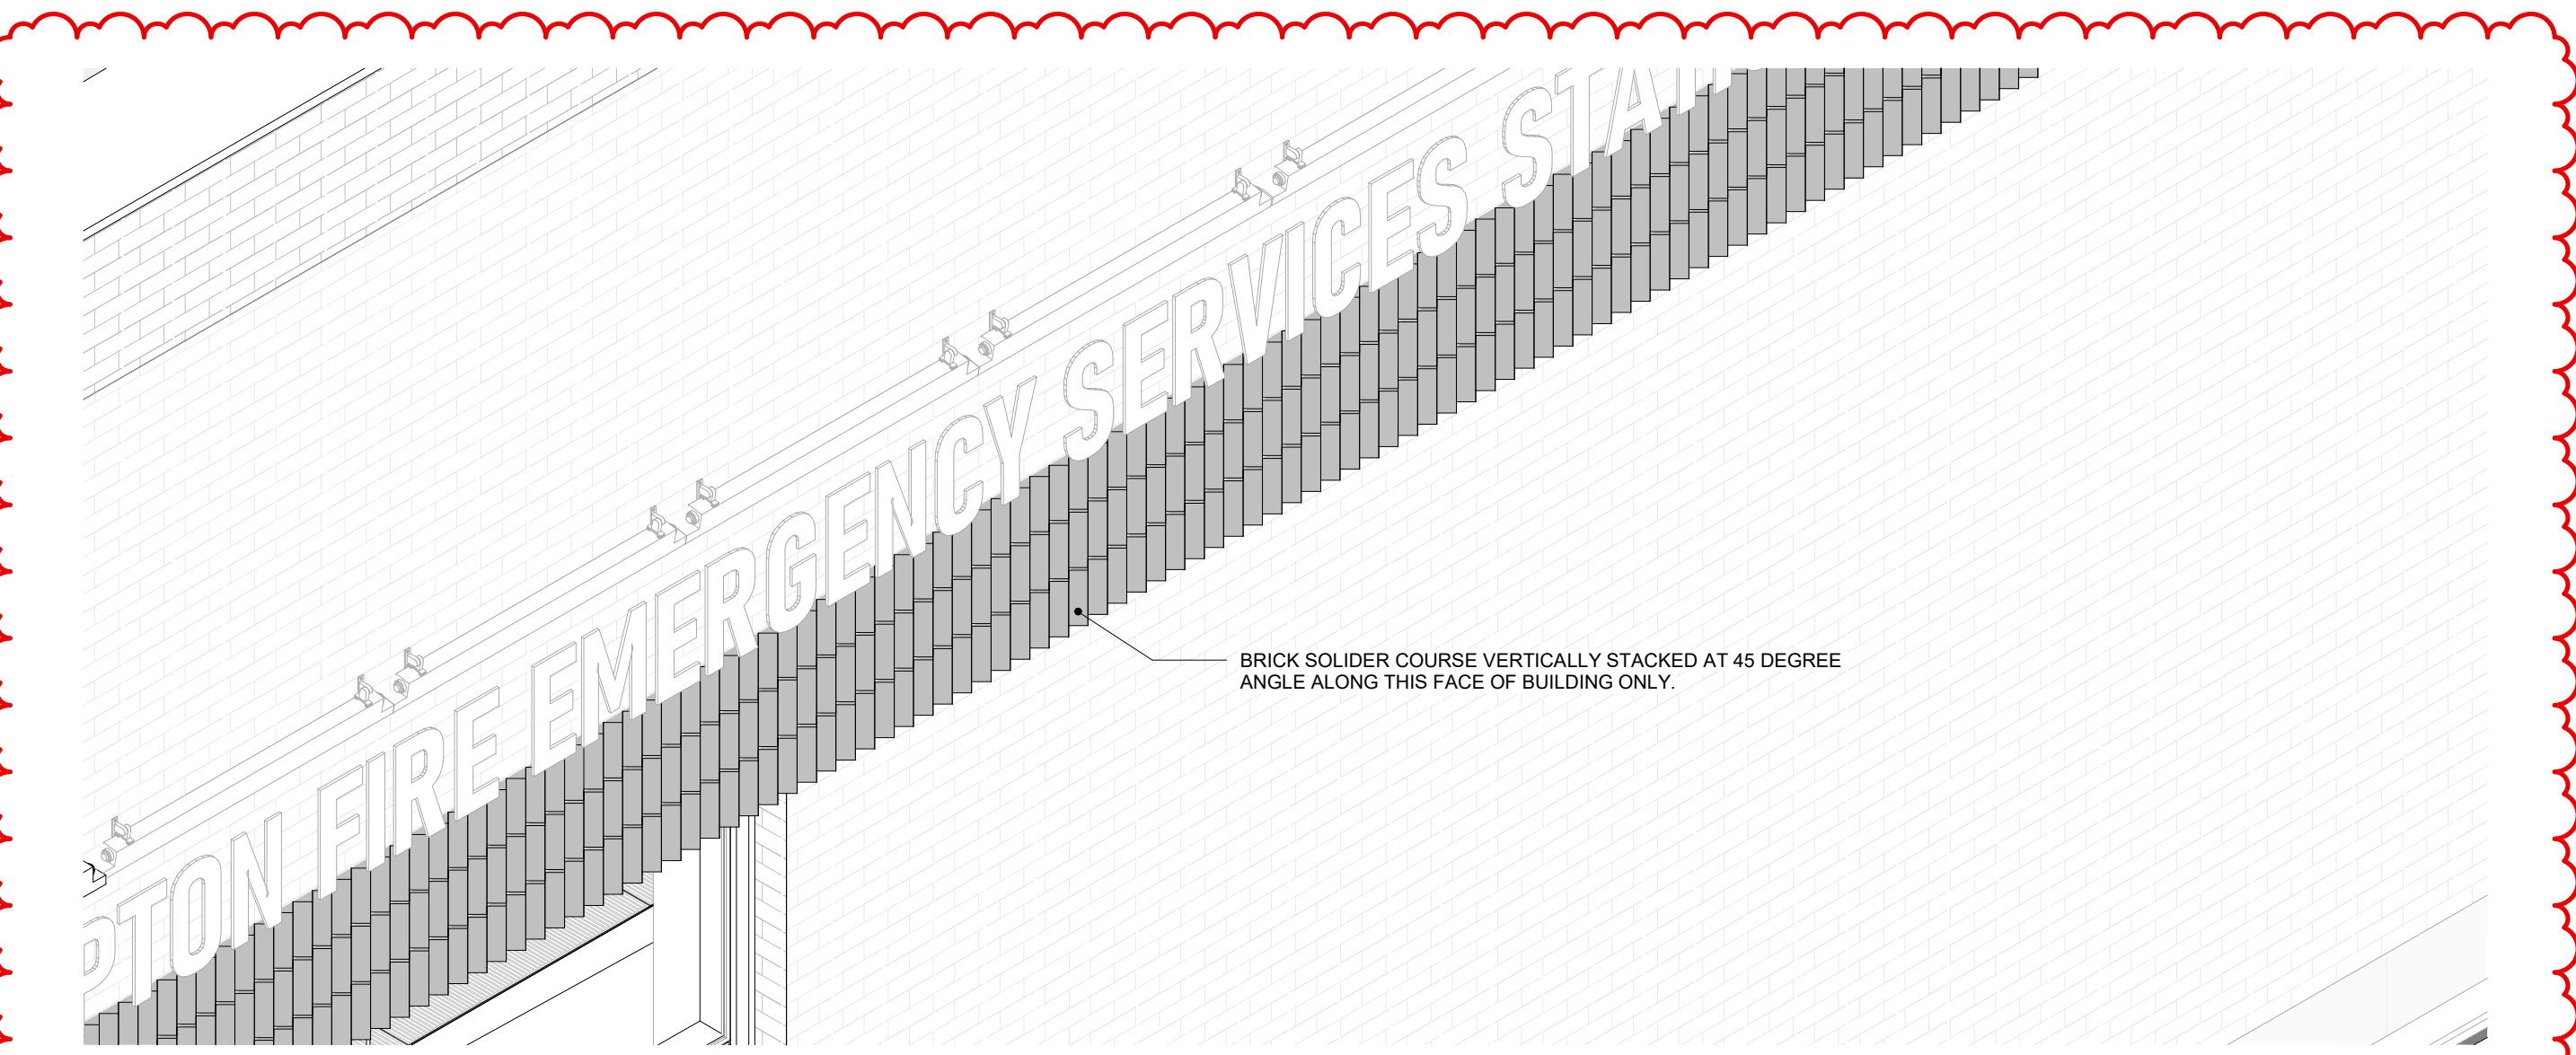 PTON FIRE EMERGENCY SERVICES STATI
BRICK SOLIDER COURSE VERTICALLY STACKED AT 45 DEGREE
ANGLE ALONG THIS FACE OF BUILDING ONLY.